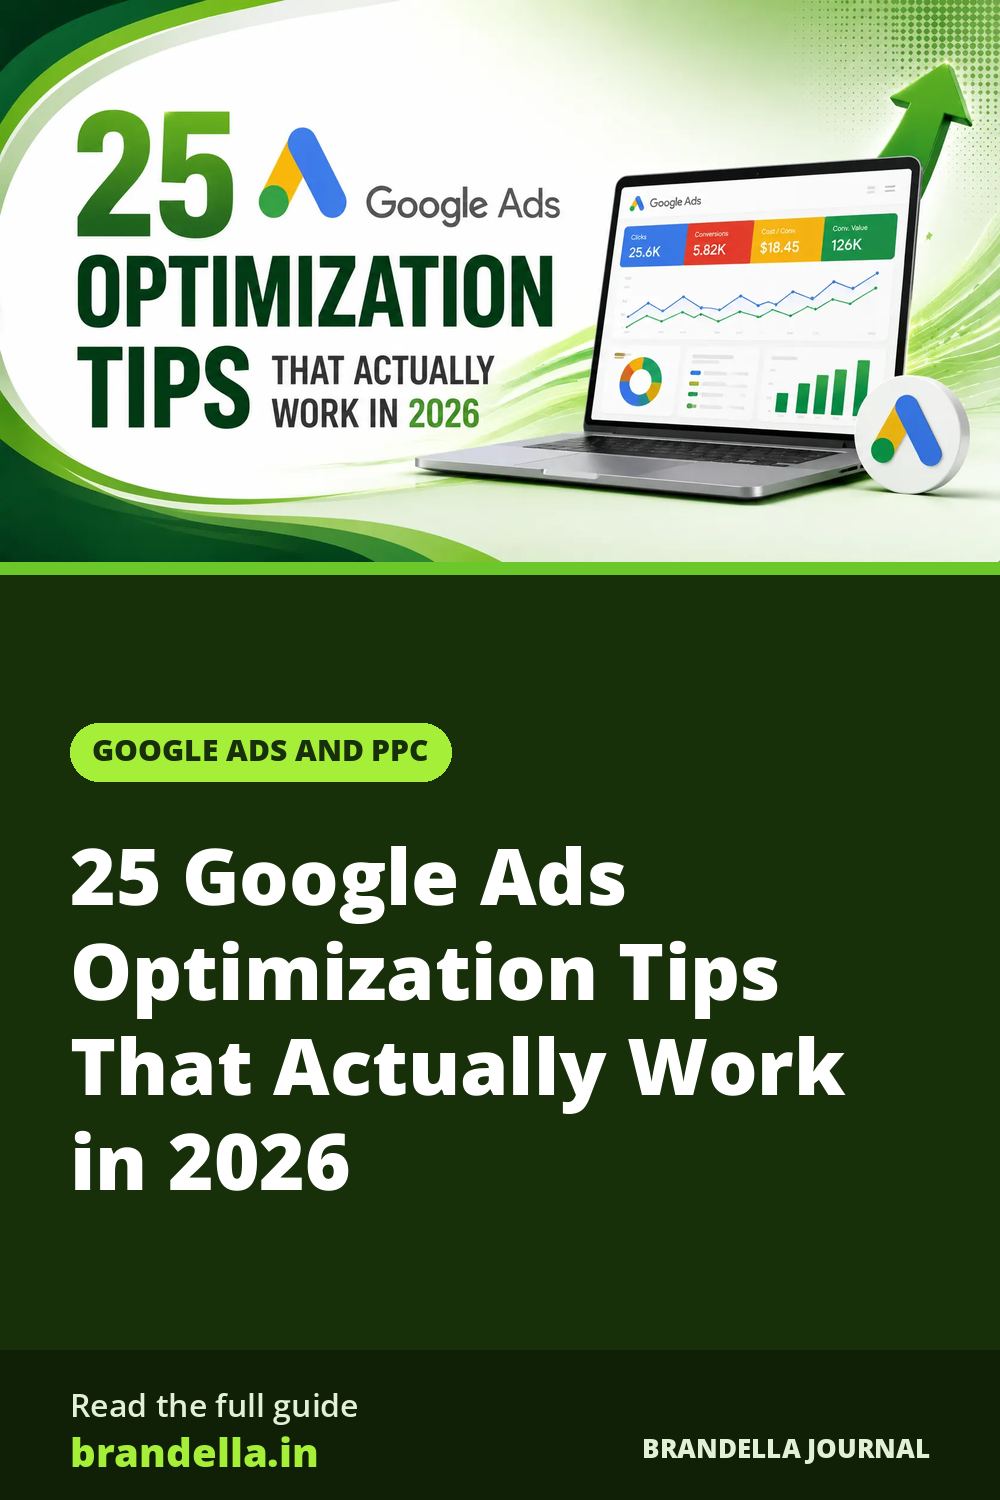 25
Google Ads
OPTIMIZATION
TIPS
THAT ACTUALLY
WORK IN 2026
Google Ads
Clicks
25.6K
Conversions
5.82K
Cost / Conv.
$18.45
Conv. Value
126K
GOOGLE ADS AND PPC
25 Google Ads
Optimization Tips
That Actually Work
in 2026
Read the full guide
brandella.in
BRANDELLA JOURNAL